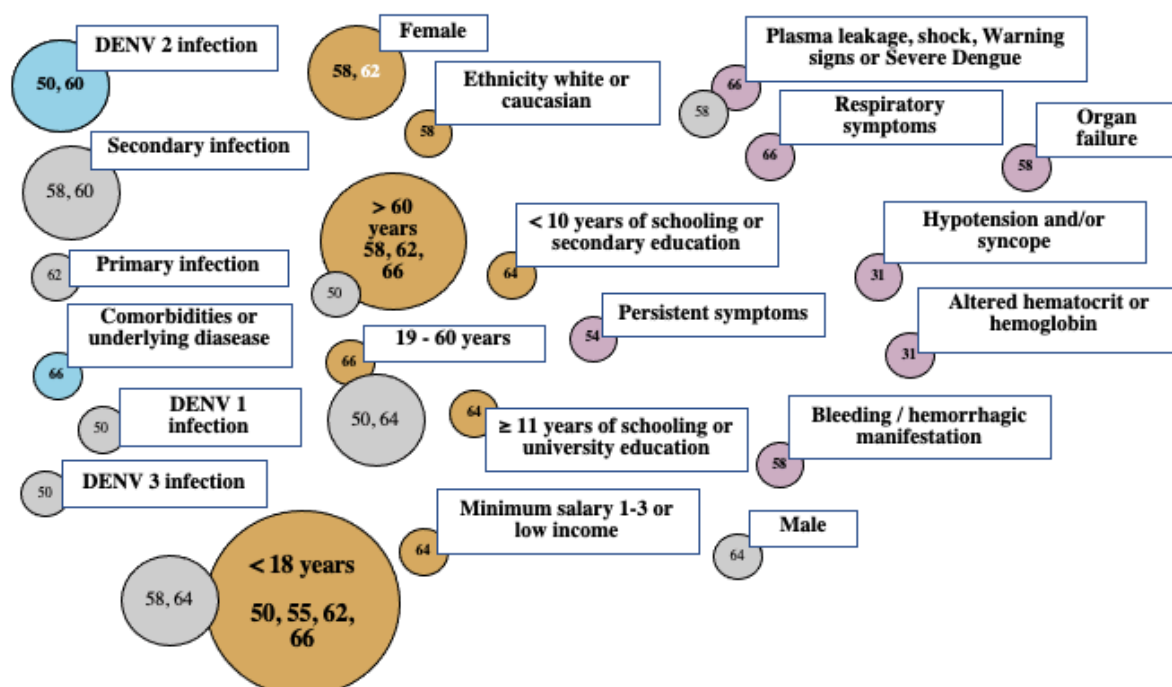 DENV 2 infection
50, 60
Secondary infection
58, 60
Primary infection
62
Comorbidities or
underlying diasease
66
DENV 1
infection
50
DENV 3 infection
50
Female
58, 62
Ethnicity white or
caucasian
58
> 60
years
58, 62,
66
50
< 10 years of schooling or
secondary education
64
19 - 60 years
66
50, 64
Persistent symptoms
54
64
≥ 11 years of schooling or
university education
Minimum salary 1-3 or
low income
64
58, 64
< 18 years
50, 55, 62,
66
Plasma leakage, shock, Warning
signs or Severe Dengue
66
58
Respiratory
symptoms
66
Organ
failure
58
Hypotension and/or
syncope
31
Altered hematocrit or
hemoglobin
31
Bleeding / hemorrhagic
manifestation
58
Male
64